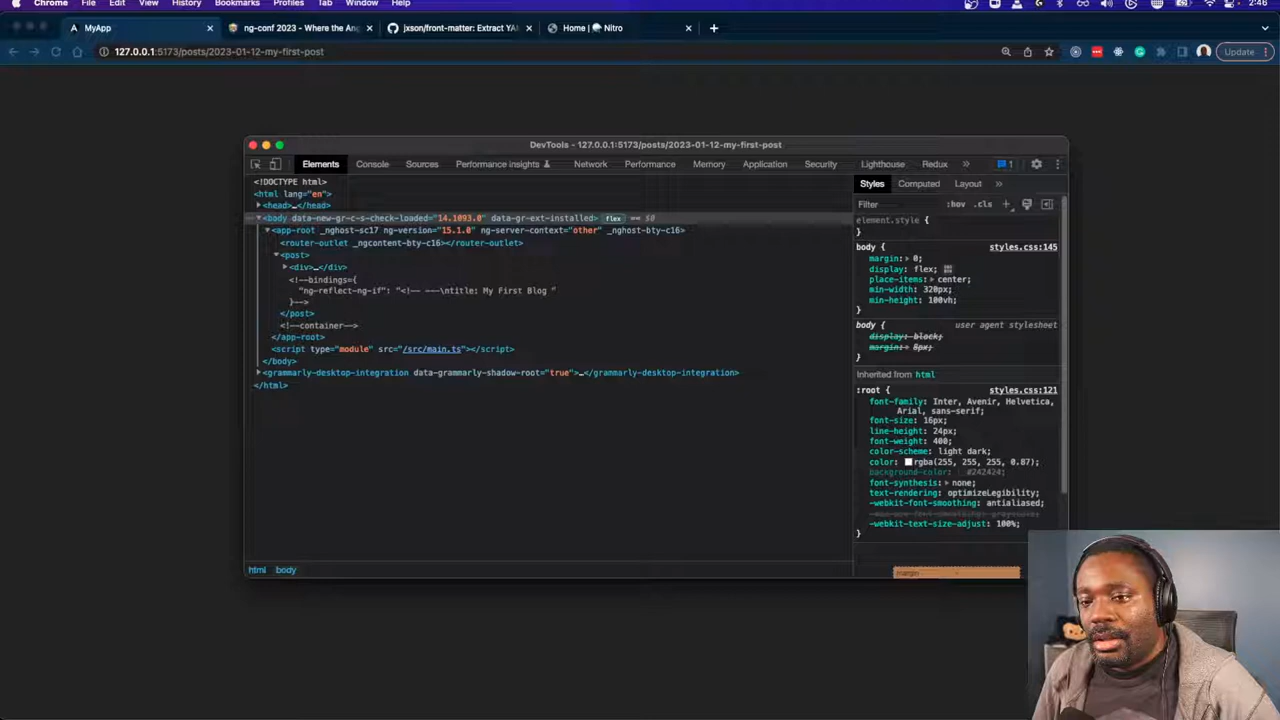 Chrome File Edit View History Bookmarks Profiles Tab Window Help 2:46
MyApp ng-conf 2023 - Where the An jxson/front-matter: Extract YA Home | Nitro
127.0.0.1:5173/posts/2023-01-12-my-first-post Update
DevTools - 127.0.0.1:5173/posts/2023-01-12-my-first-post
Elements Console Sources Performance insights Network Performance Memory Application Security Lighthouse Redux » 1
<!DOCTYPE html>
<html lang="en">
<head>…</head>
<body data-new-gr-c-s-check-loaded="14.1093.0" data-gr-ext-installed> flex == $0
<app-root _nghost-sc17 ng-version="15.1.0" ng-server-context="other" _nghost-bty-c16>
<router-outlet _ngcontent-bty-c16></router-outlet>
<post>
<div>…</div>
<!--bindings={
"ng-reflect-ng-if": "<!-- ---\ntitle: My First Blog "
}-->
</post>
<!--container-->
</app-root>
<script type="module" src="/src/main.ts"></script>
</body>
<grammarly-desktop-integration data-grammarly-shadow-root="true">…</grammarly-desktop-integration>
</html>
html body
Styles Computed Layout »
Filter :hov .cls +
element.style {
}
body { styles.css:145
margin: 0;
display: flex;
place-items: center;
min-width: 320px;
min-height: 100vh;
}
body { user agent stylesheet
display: block;
margin: 8px;
}
Inherited from html
:root { styles.css:121
font-family: Inter, Avenir, Helvetica,
Arial, sans-serif;
font-size: 16px;
line-height: 24px;
font-weight: 400;
color-scheme: light dark;
color: rgba(255, 255, 255, 0.87);
background-color: #242424;
font-synthesis: none;
text-rendering: optimizeLegibility;
-webkit-font-smoothing: antialiased;
-webkit-text-size-adjust: 100%;
}
margin -